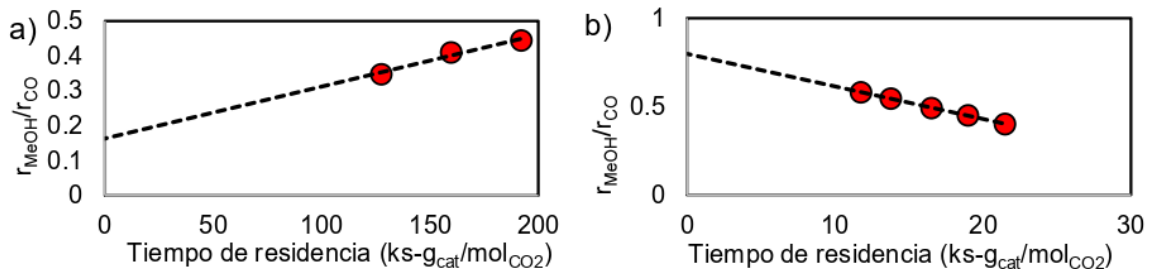 a)
0.5
0.4
0.3
0.2
0.1
0
r_MeOH/r_CO
0 50 100 150 200
Tiempo de residencia (ks-g_cat/mol_CO2)
b)
1
0.5
0
r_MeOH/r_CO
0 10 20 30
Tiempo de residencia (ks-g_cat/mol_CO2)